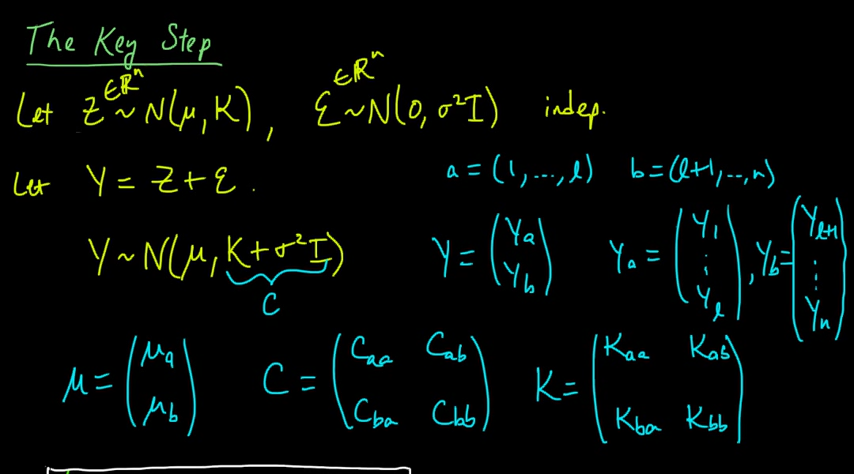 The Key Step
Let Z ∈ℝⁿ ~ N(μ, K), ε ∈ℝⁿ ~ N(0, σ²I) indep.
Let Y = Z + ε.
a = (1, ..., l) b = (l+1, ..., n)
Y ~ N(μ, K + σ²I)
C
Y = (Ya Yb) Ya = (Y1 ⋮ Yl), Yb = (Yl+1 ⋮ Yn)
μ = (μa μb) C = (Caa Cab Cba Cbb) K = (Kaa Kab Kba Kbb)